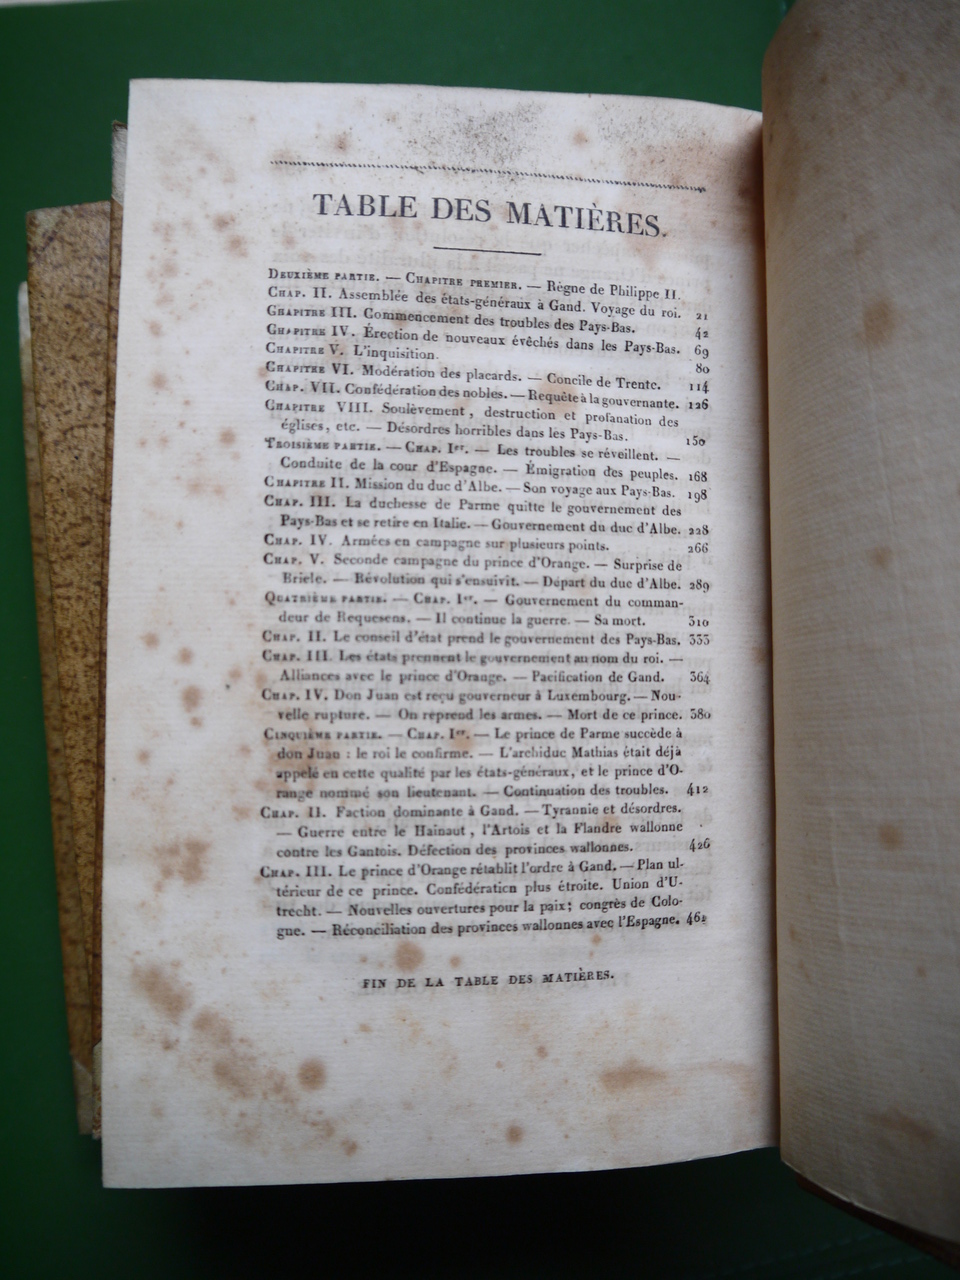 TABLE DES MATIÈRES.
DEUXIÈME PARTIE. — CHAPITRE PREMIER. — Règne de Philippe II.
CHAP. II. Assemblée des états-généraux à Gand. Voyage du roi. 21
CHAPITRE III. Commencement des troubles des Pays-Bas. 42
CHAPITRE IV. Érection de nouveaux évêchés dans les Pays-Bas. 69
CHAPITRE V. L'inquisition. 80
CHAPITRE VI. Modération des placards. — Concile de Trente. 114
CHAP. VII. Confédération des nobles. — Requête à la gouvernante. 126
CHAPITRE VIII. Soulèvement, destruction et profanation des
églises, etc. — Désordres horribles dans les Pays-Bas. 150
TROISIÈME PARTIE. — CHAP. Ier. — Les troubles se réveillent. —
Conduite de la cour d'Espagne. — Émigration des peuples. 168
CHAPITRE II. Mission du duc d'Albe. — Son voyage aux Pays-Bas. 198
CHAP. III. La duchesse de Parme quitte le gouvernement des
Pays-Bas et se retire en Italie. — Gouvernement du duc d'Albe. 228
CHAP. IV. Armées en campagne sur plusieurs points. 266
CHAP. V. Seconde campagne du prince d'Orange. — Surprise de
Briele. — Révolution qui s'ensuivit. — Départ du duc d'Albe. 289
QUATRIÈME PARTIE. — CHAP. Ier. — Gouvernement du comman-
deur de Requesens. — Il continue la guerre. — Sa mort. 310
CHAP. II. Le conseil d'état prend le gouvernement des Pays-Bas. 333
CHAP. III. Les états prennent le gouvernement au nom du roi. —
Alliances avec le prince d'Orange. — Pacification de Gand. 364
CHAP. IV. Don Juan est reçu gouverneur à Luxembourg. — Nou-
velle rupture. — On reprend les armes. — Mort de ce prince. 380
CINQUIÈME PARTIE. — CHAP. Ier. — Le prince de Parme succède à
don Juan : le roi le confirme. — L'archiduc Mathias était déjà
appelé en cette qualité par les états-généraux, et le prince d'O-
range nommé son lieutenant. — Continuation des troubles. 412
CHAP. II. Faction dominante à Gand. — Tyrannie et désordres.
— Guerre entre le Hainaut, l'Artois et la Flandre wallonne
contre les Gantois. Défection des provinces wallonnes. 426
CHAP. III. Le prince d'Orange rétablit l'ordre à Gand. — Plan ul-
térieur de ce prince. Confédération plus étroite. Union d'U-
trecht. — Nouvelles ouvertures pour la paix; congrès de Colo-
gne. — Réconciliation des provinces wallonnes avec l'Espagne. 462
FIN DE LA TABLE DES MATIÈRES.